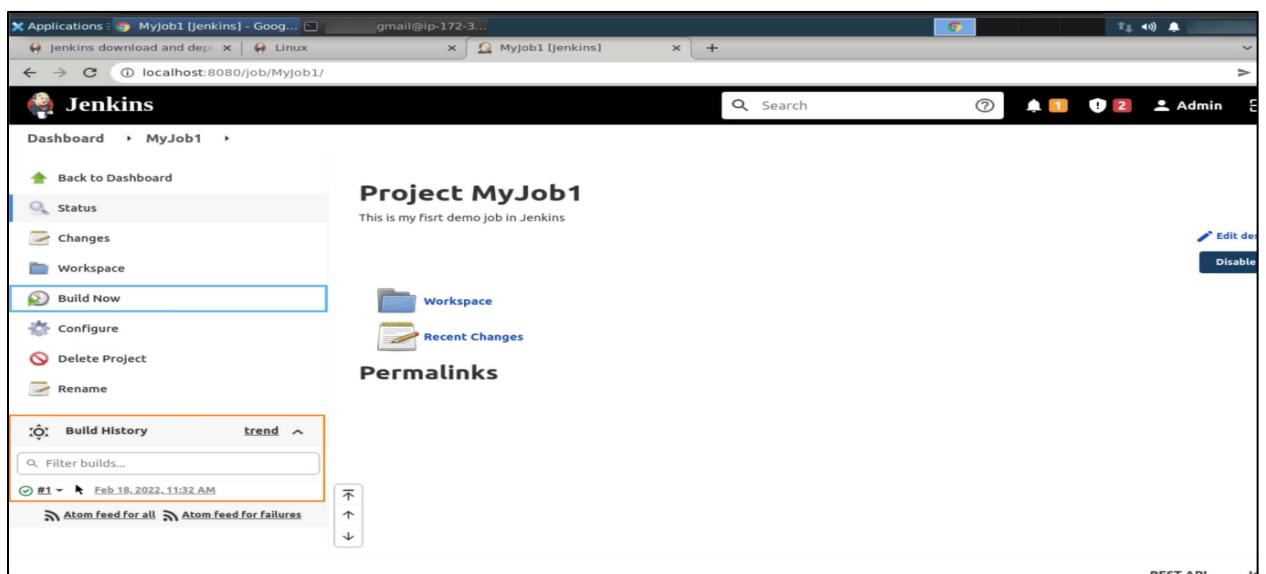 Applications : MyJob1 [Jenkins] - Goog... gmail@ip-172-3...
Jenkins download and depl Linux MyJob1 [Jenkins]
localhost:8080/job/MyJob1/
Jenkins Search 1 2 Admin
Dashboard MyJob1
Back to Dashboard
Status
Changes
Workspace
Build Now
Configure
Delete Project
Rename
Build History trend
Filter builds...
#1 Feb 18, 2022, 11:32 AM
Atom feed for all Atom feed for failures
Project MyJob1
This is my fisrt demo job in Jenkins
Edit des
Disable
Workspace
Recent Changes
Permalinks
REST API